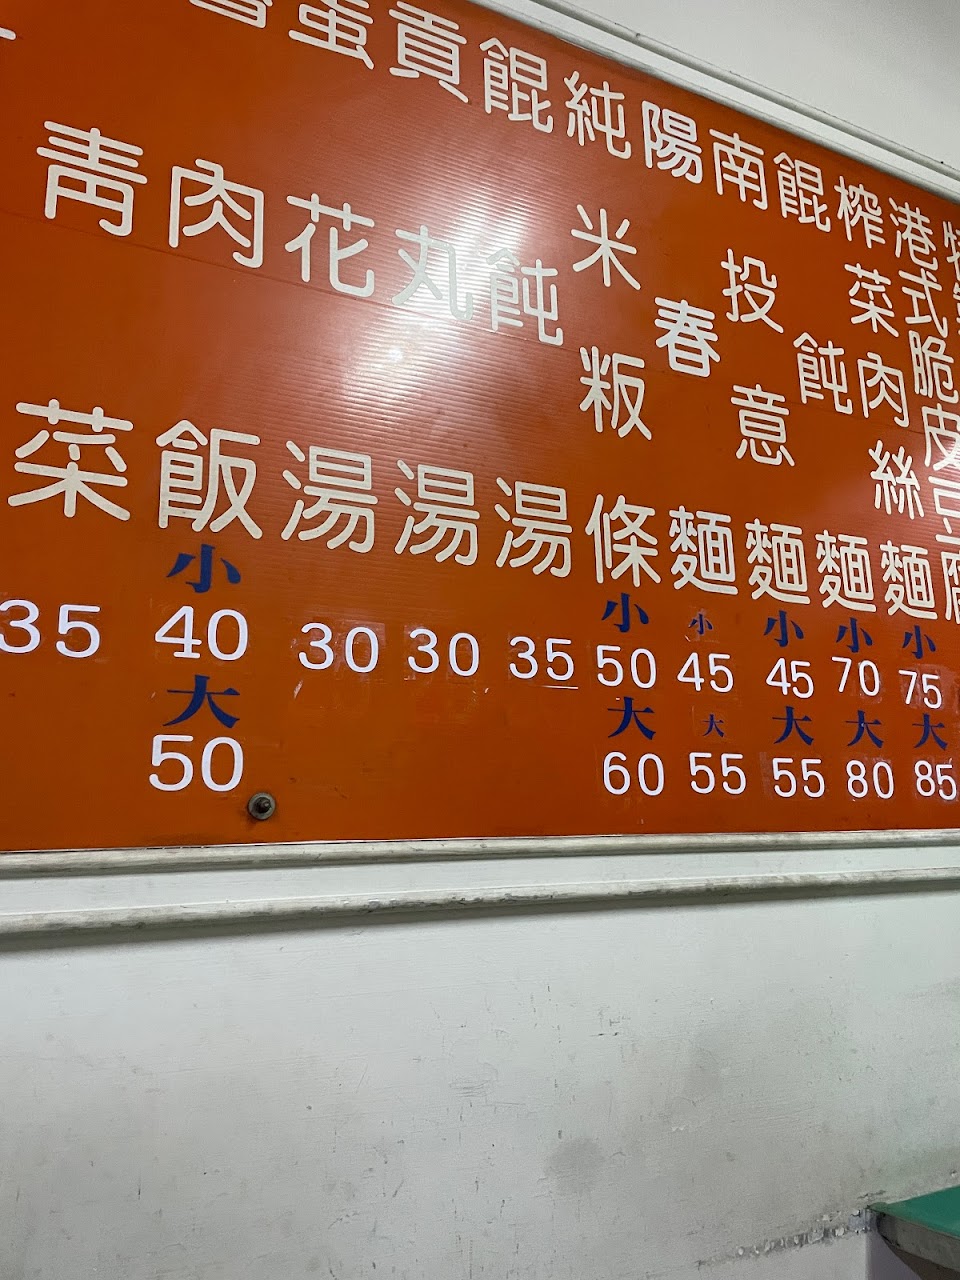 港式脆皮豆腐
榨菜肉絲麵
小
75
大
85
餛飩麵
小
70
大
80
南投意麵
小
45
大
55
陽春麵
小
45
大
55
純米粄條
小
50
大
60
餛飩湯
35
貢丸湯
30
蛋花湯
30
肉飯
小
40
大
50
青菜
35